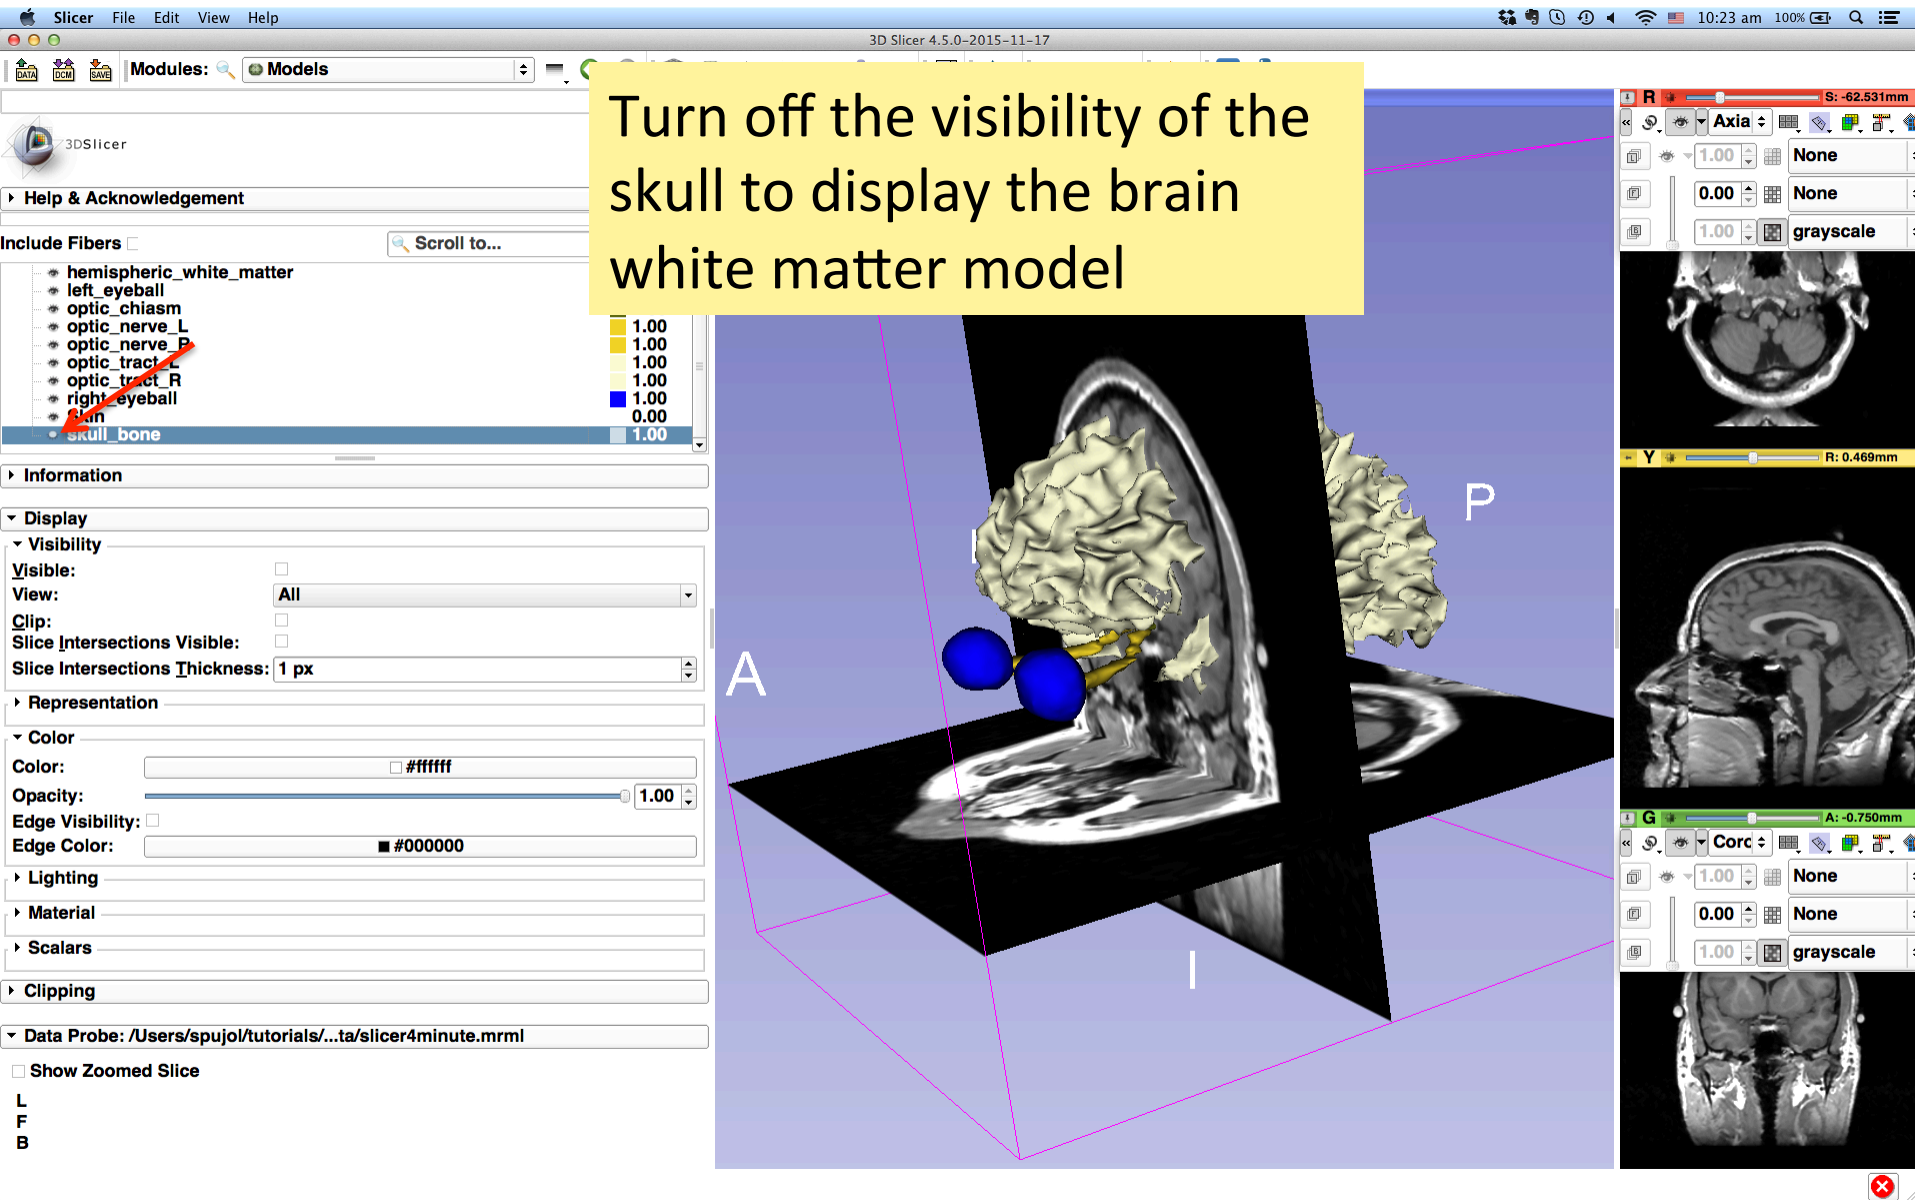 Slicer File Edit View Help
10:23 am 100%
3D Slicer 4.5.0-2015-11-17
DATA DCM SAVE Modules: Models
Turn off the visibility of the
skull to display the brain
white matter model
3DSlicer
Help & Acknowledgement
Include Fibers Scroll to...
hemispheric_white_matter
left_eyeball
optic_chiasm
optic_nerve_L 1.00
optic_nerve_R 1.00
optic_tract_L 1.00
optic_tract_R 1.00
right_eyeball 1.00
Skin 0.00
skull_bone 1.00
Information
Display
Visibility
Visible:
View: All
Clip:
Slice Intersections Visible:
Slice Intersections Thickness: 1 px
Representation
Color
Color: #ffffff
Opacity: 1.00
Edge Visibility:
Edge Color: #000000
Lighting
Material
Scalars
Clipping
Data Probe: /Users/spujol/tutorials/...ta/slicer4minute.mrml
Show Zoomed Slice
L
F
B
A
P
I
R S: -62.531mm
Axia
L 1.00 None
F 0.00 None
B 1.00 grayscale
Y R: 0.469mm
G A: -0.750mm
Corc
L 1.00 None
F 0.00 None
B 1.00 grayscale